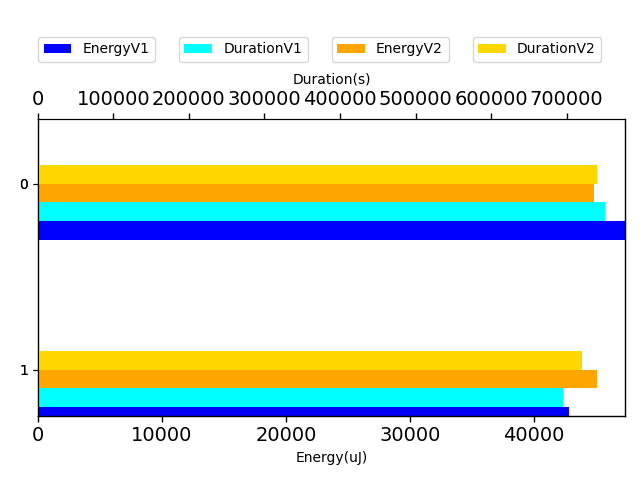 EnergyV1 DurationV1 EnergyV2 DurationV2
Duration(s)
0 100000 200000 300000 400000 500000 600000 700000
0
1
0 10000 20000 30000 40000
Energy(uJ)